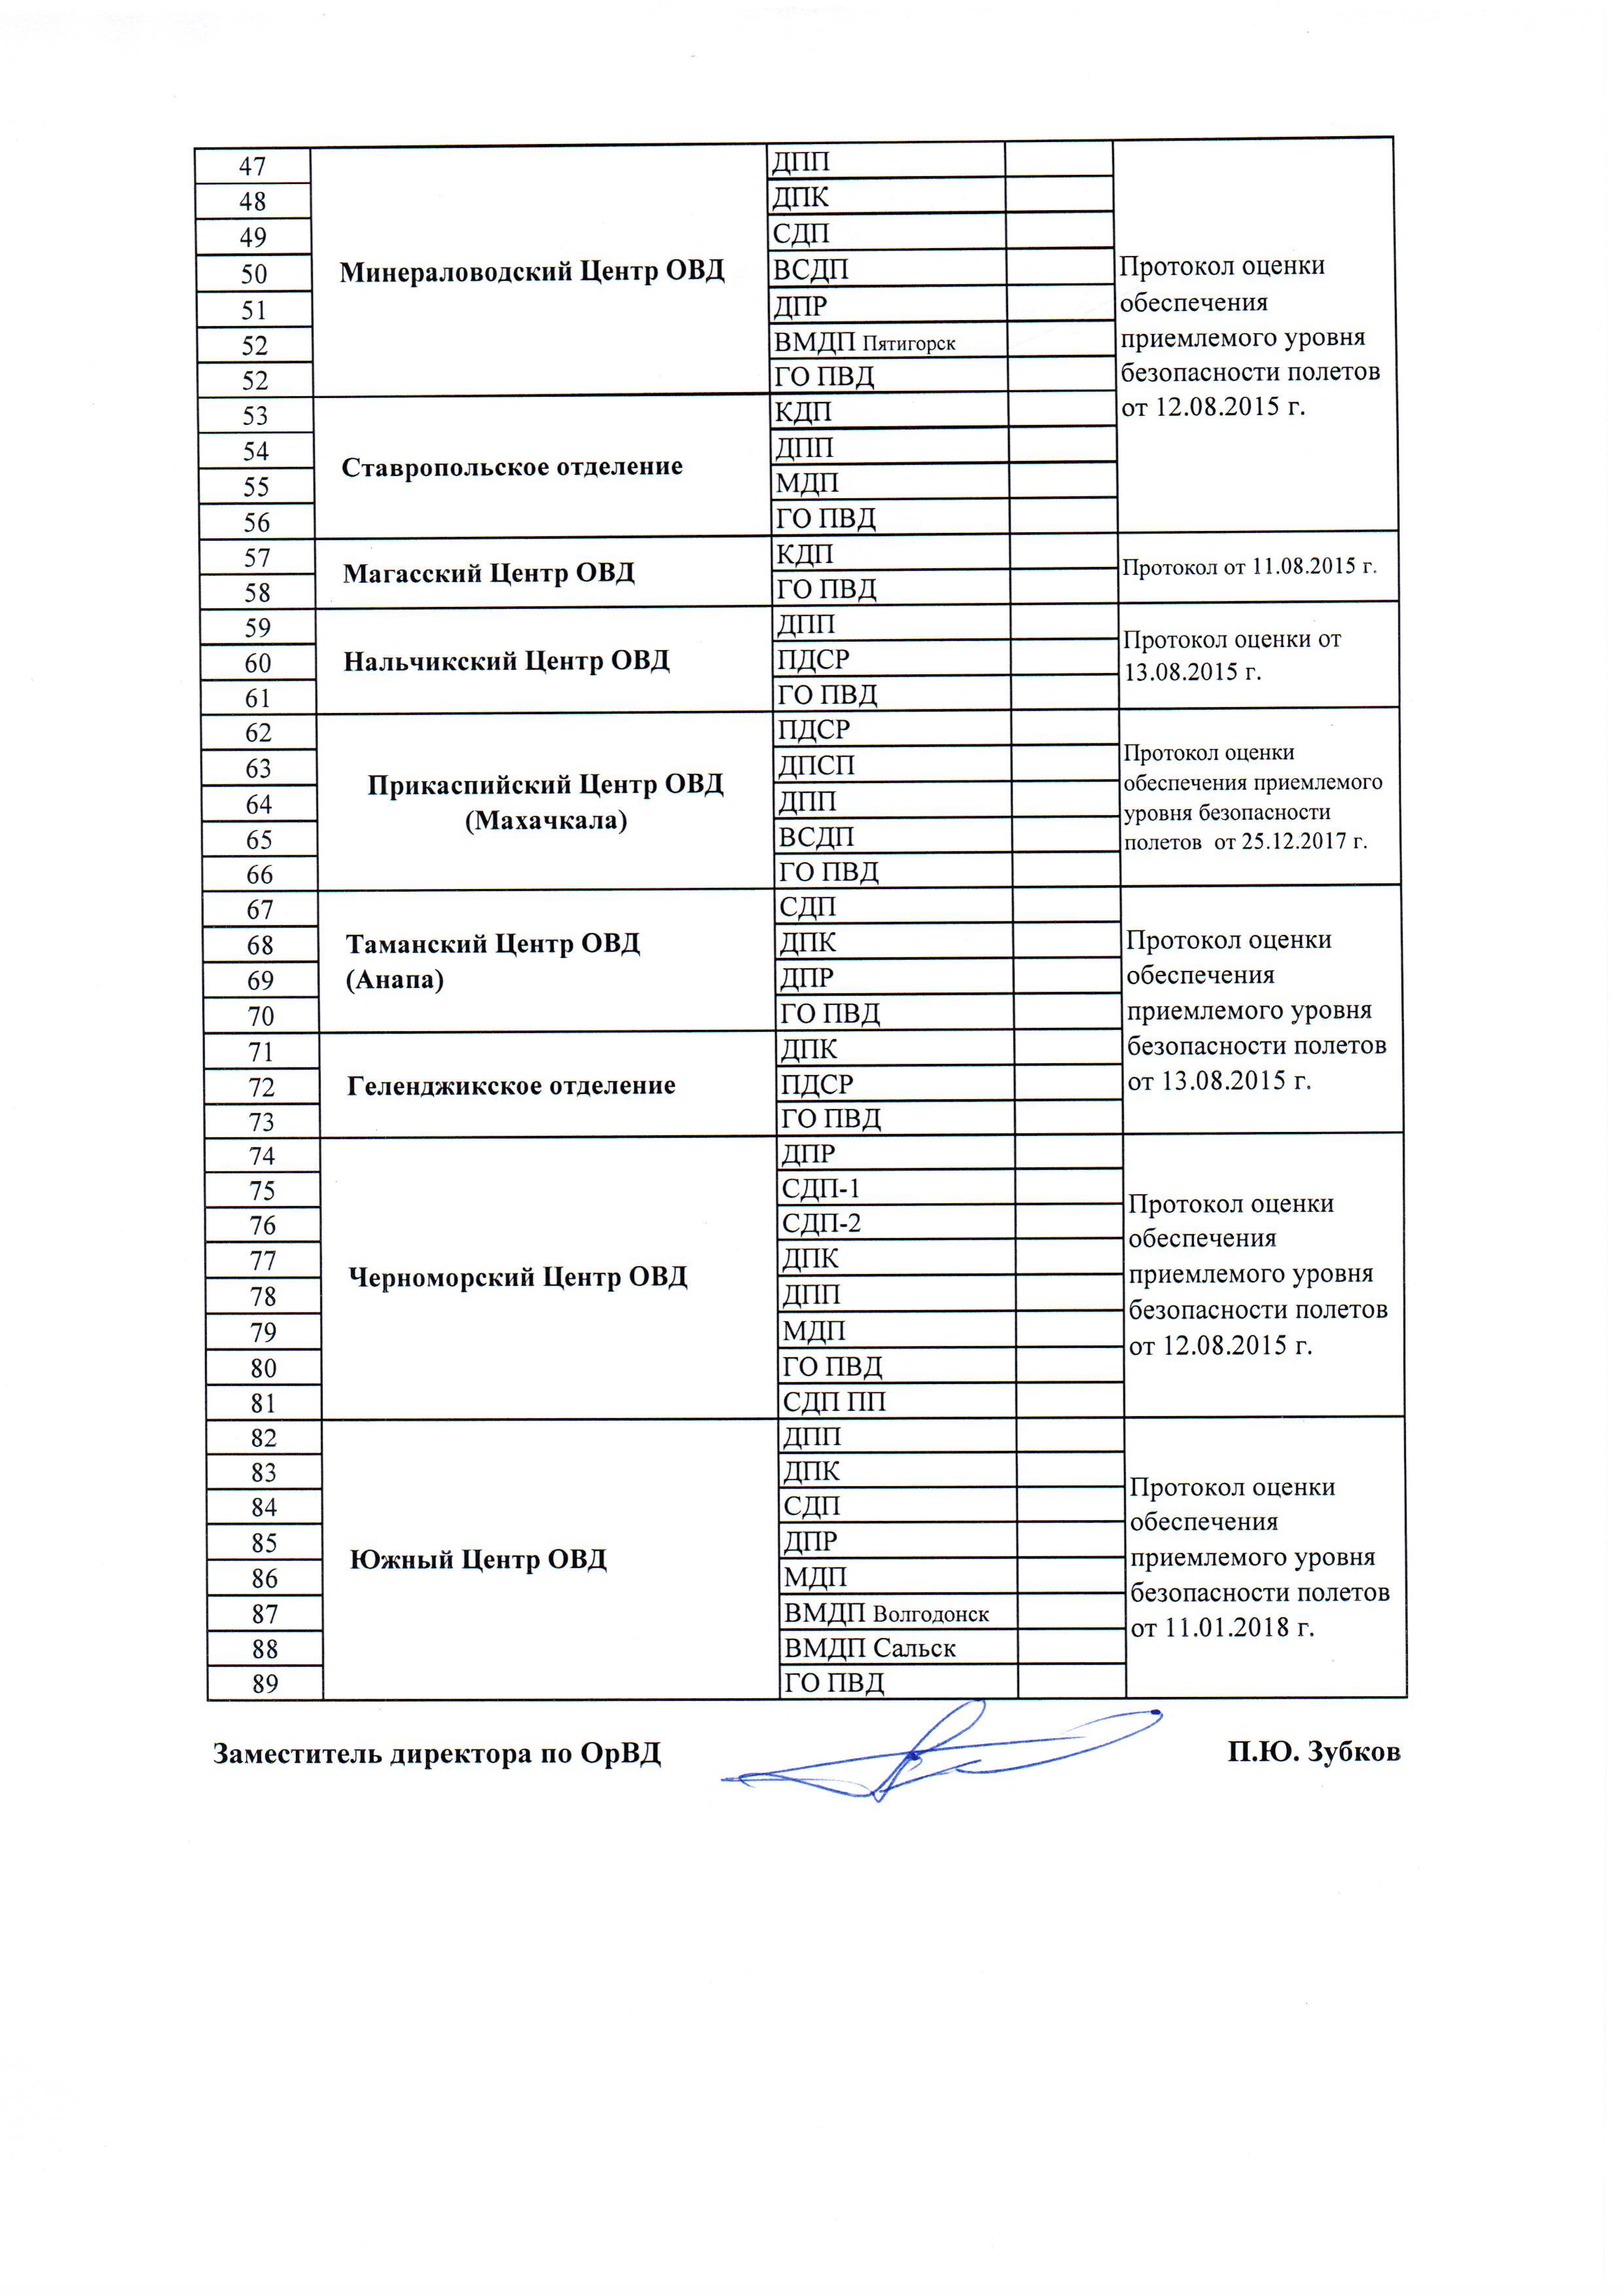 47 ДПП
48 ДПК
49 СДП
50 Минераловодский Центр ОВД ВСДП
51 ДПР
52 ВМДП Пятигорск
52 ГО ПВД
Протокол оценки
обеспечения
приемлемого уровня
безопасности полетов
от 12.08.2015 г.
53 КДП
54 ДПП
Ставропольское отделение
55 МДП
56 ГО ПВД
57 КДП
Магасский Центр ОВД
58 ГО ПВД
Протокол от 11.08.2015 г.
59 ДПП
60 Нальчикский Центр ОВД ПДСР
61 ГО ПВД
Протокол оценки от
13.08.2015 г.
62 ПДСР
63 ДПСП
Прикаспийский Центр ОВД
64 ДПП
(Махачкала)
65 ВСДП
66 ГО ПВД
Протокол оценки
обеспечения приемлемого
уровня безопасности
полетов от 25.12.2017 г.
67 СДП
68 Таманский Центр ОВД ДПК
69 (Анапа) ДПР
70 ГО ПВД
71 ДПК
72 Геленджикское отделение ПДСР
73 ГО ПВД
Протокол оценки
обеспечения
приемлемого уровня
безопасности полетов
от 13.08.2015 г.
74 ДПР
75 СДП-1
76 СДП-2
77 ДПК
Черноморский Центр ОВД
78 ДПП
79 МДП
80 ГО ПВД
81 СДП ПП
Протокол оценки
обеспечения
приемлемого уровня
безопасности полетов
от 12.08.2015 г.
82 ДПП
83 ДПК
84 СДП
85 ДПР
Южный Центр ОВД
86 МДП
87 ВМДП Волгодонск
88 ВМДП Сальск
89 ГО ПВД
Протокол оценки
обеспечения
приемлемого уровня
безопасности полетов
от 11.01.2018 г.
Заместитель директора по ОрВД П.Ю. Зубков